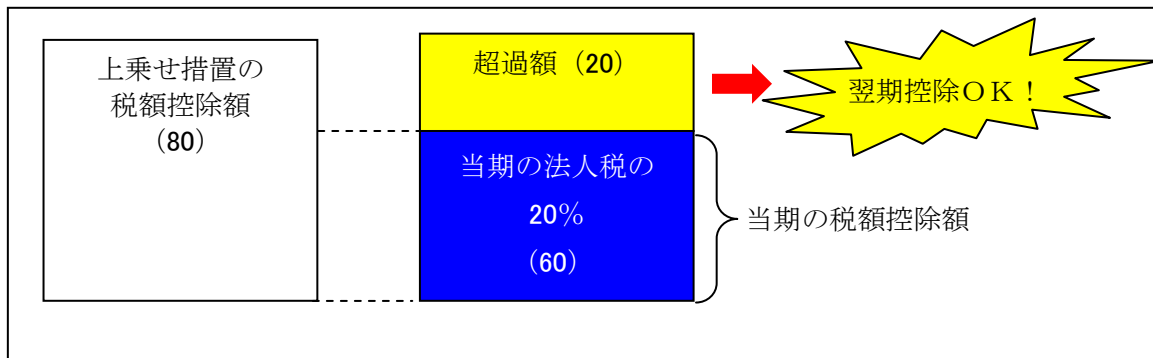 上乗せ措置の
税額控除額
（80）
超過額（20）
翌期控除ＯＫ！
当期の法人税の
20％
（60）
当期の税額控除額